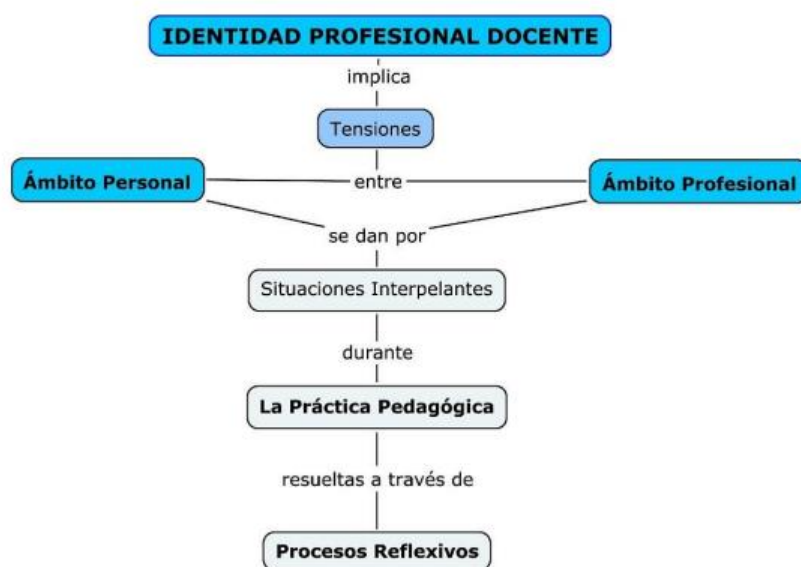 IDENTIDAD PROFESIONAL DOCENTE
implica
Tensiones
Ámbito Personal
entre
Ámbito Profesional
se dan por
Situaciones Interpelantes
durante
La Práctica Pedagógica
resueltas a través de
Procesos Reflexivos